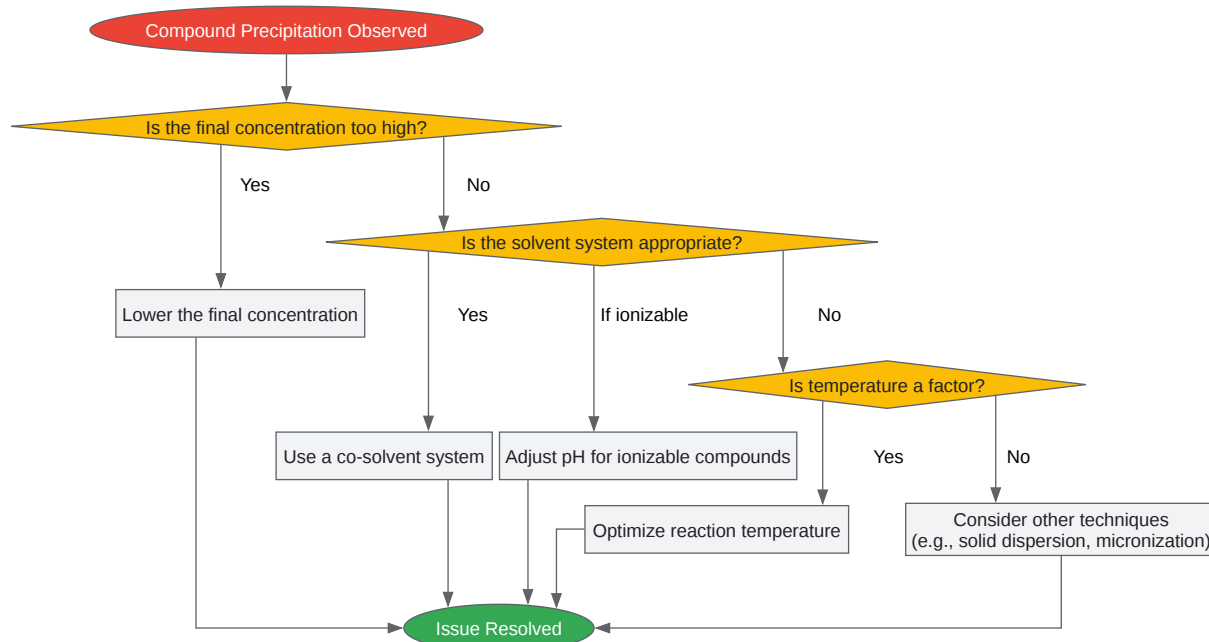 Compound Precipitation Observed
Is the final concentration too high?
Yes
No
Is the solvent system appropriate?
Lower the final concentration
Yes
If ionizable
No
Is temperature a factor?
Use a co-solvent system
Adjust pH for ionizable compounds
Yes
No
Optimize reaction temperature
Consider other techniques
(e.g., solid dispersion, micronization)
Issue Resolved